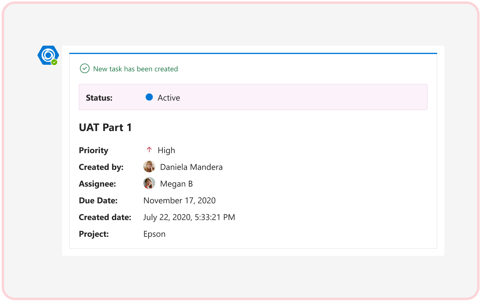 New task has been created
Status: Active
UAT Part 1
Priority High
Created by: Daniela Mandera
Assignee: Megan B
Due Date: November 17, 2020
Created date: July 22, 2020, 5:33:21 PM
Project: Epson